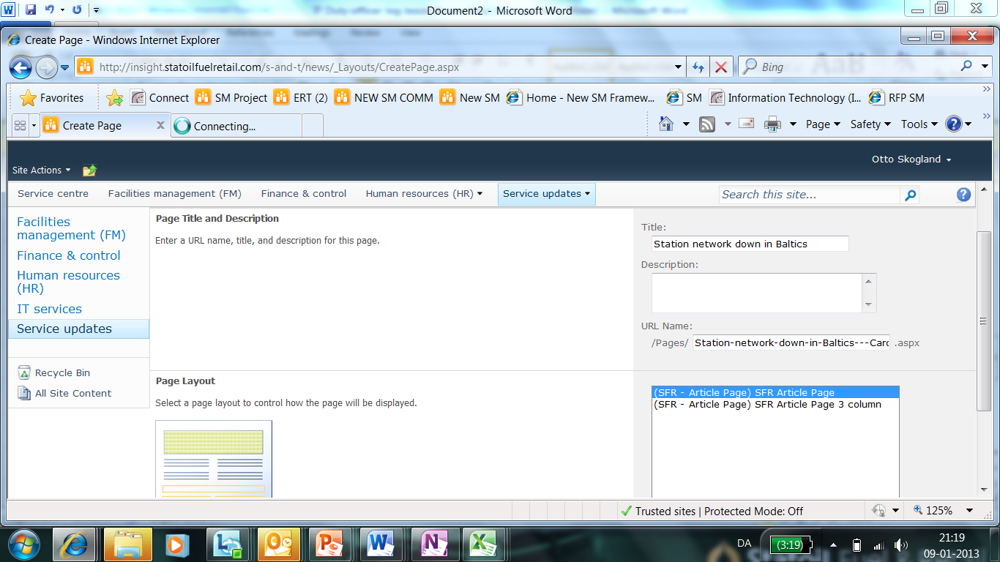 Document2 - Microsoft Word
Create Page - Windows Internet Explorer
http://insight.statoilfuelretail.com/s-and-t/news/_Layouts/CreatePage.aspx
Bing
Favorites
Connect
SM Project
ERT (2)
NEW SM COMM
New SM
Home - New SM Framew...
SM
Information Technology (I...
RFP SM
Create Page
Connecting...
Page
Safety
Tools
Otto Skogland
Site Actions
Service centre
Facilities management (FM)
Finance & control
Human resources (HR)
Service updates
Search this site...
Facilities
management (FM)
Finance & control
Human resources
(HR)
IT services
Service updates
Recycle Bin
All Site Content
Page Title and Description
Enter a URL name, title, and description for this page.
Title:
Station network down in Baltics
Description:
URL Name:
/Pages/ Station-network-down-in-Baltics---Card .aspx
Page Layout
Select a page layout to control how the page will be displayed.
(SFR - Article Page) SFR Article Page
(SFR - Article Page) SFR Article Page 3 column
Trusted sites | Protected Mode: Off
125%
DA
(3:19)
21:19
09-01-2013